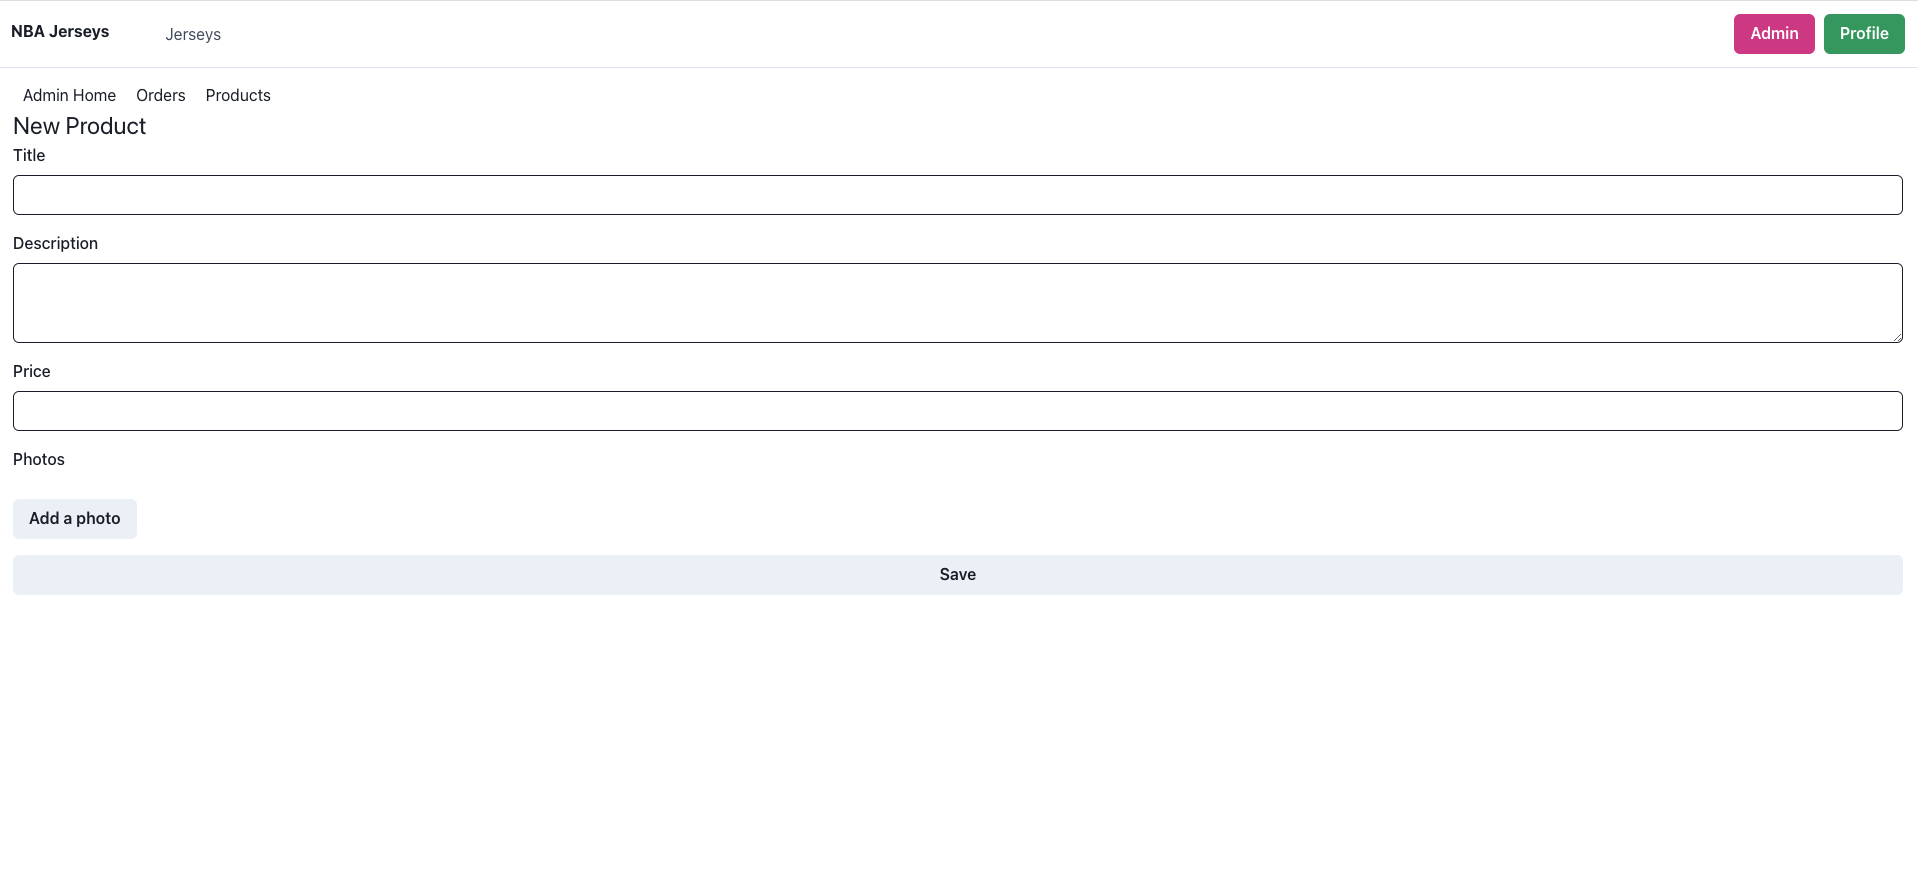 NBA Jerseys Jerseys Admin Profile
Admin Home Orders Products
New Product
Title
Description
Price
Photos
Add a photo
Save